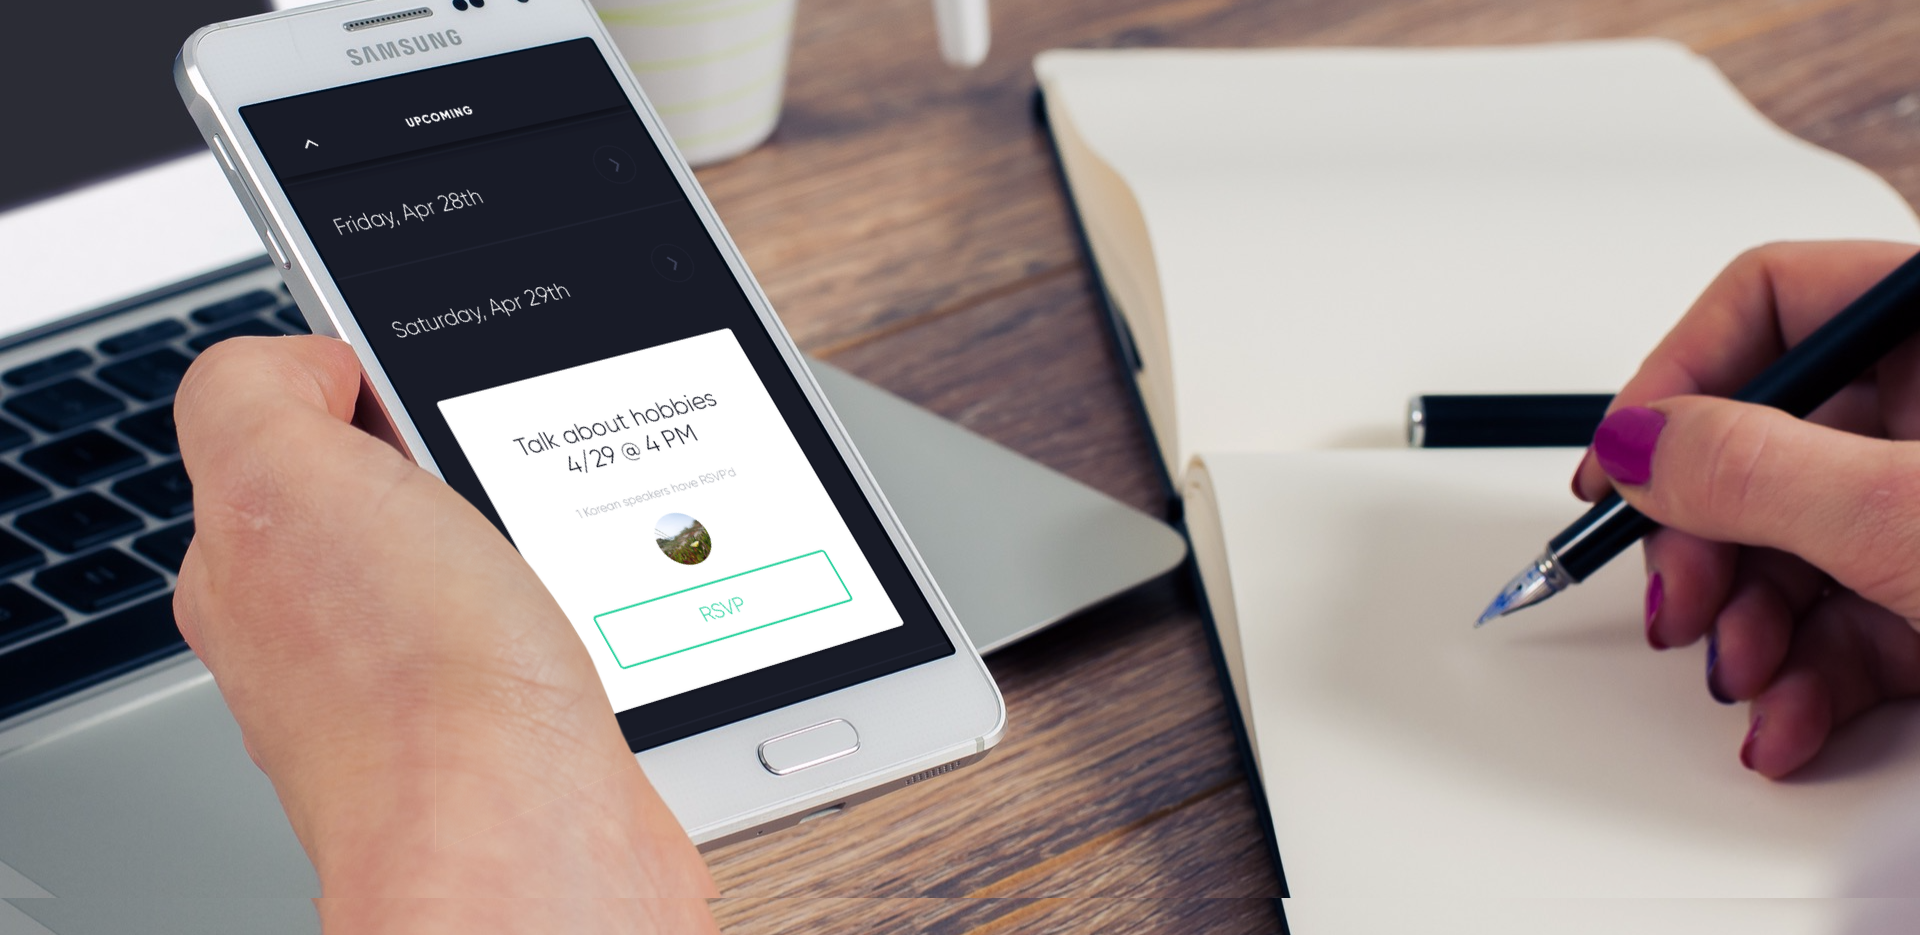 SAMSUNG
UPCOMING
Friday, Apr 28th
Saturday, Apr 29th
Talk about hobbies
4/29 @ 4 PM
1 Korean speakers have RSVP'd
RSVP